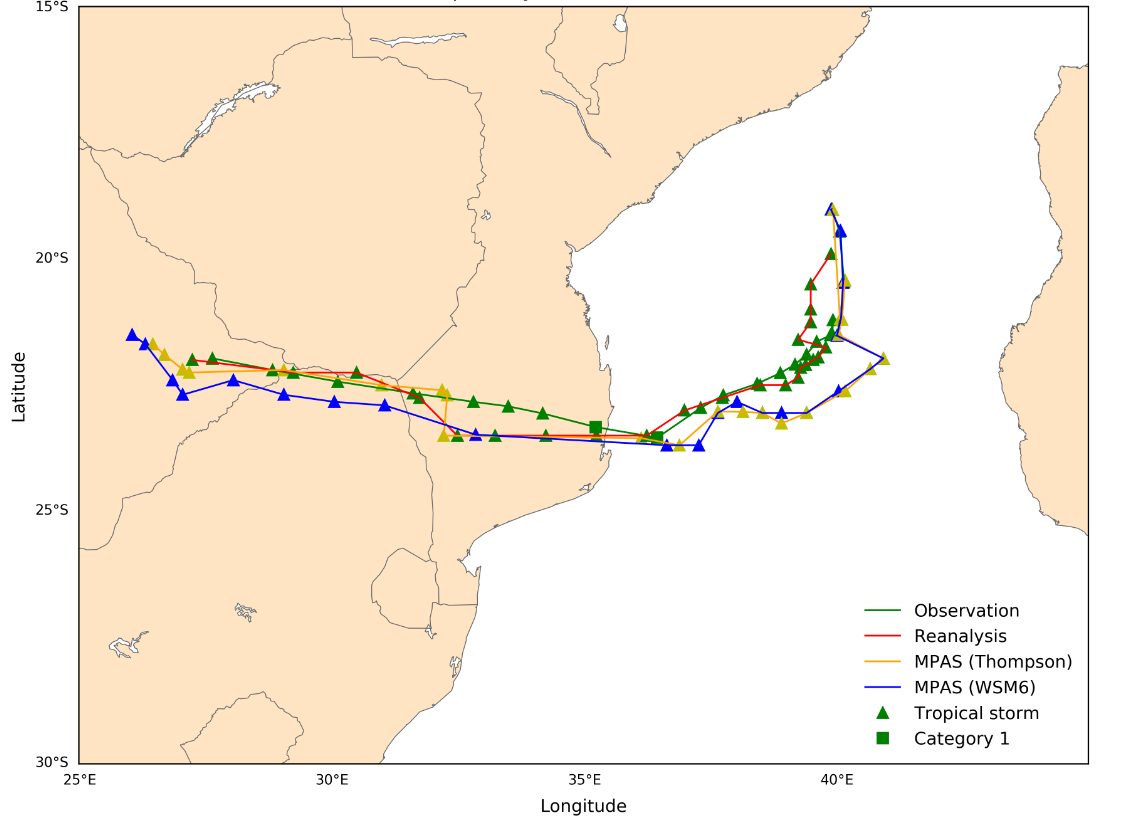 15°S
20°S
25°S
30°S
Latitude
25°E
30°E
35°E
40°E
Longitude
Observation
Reanalysis
MPAS (Thompson)
MPAS (WSM6)
Tropical storm
Category 1